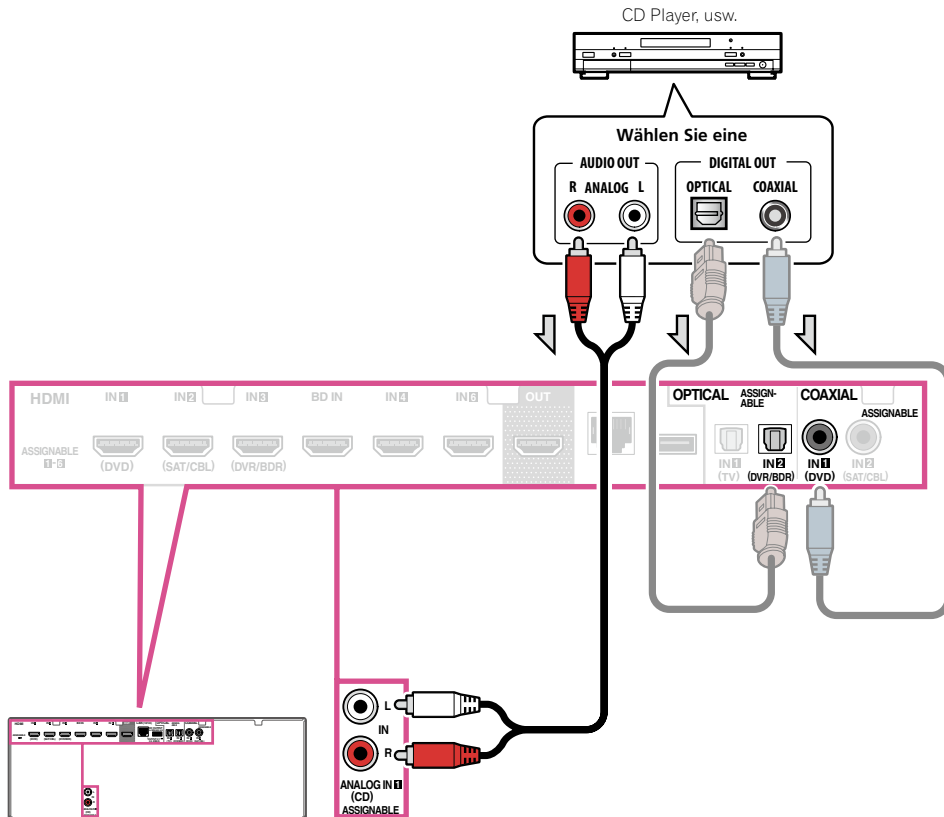 CD Player, usw.
Wählen Sie eine
AUDIO OUT
DIGITAL OUT
R ANALOG L
OPTICAL
COAXIAL
HDMI
IN 1
IN 2
IN 3
BD IN
IN 4
IN 6
OUT
ASSIGNABLE
1-6
(DVD)
(SAT/CBL)
(DVR/BDR)
OPTICAL
ASSIGN-
ABLE
COAXIAL
ASSIGNABLE
IN 1
(TV)
IN 2
(DVR/BDR)
IN 1
(DVD)
IN 2
(SAT/CBL)
L
IN
R
ANALOG IN 1
(CD)
ASSIGNABLE